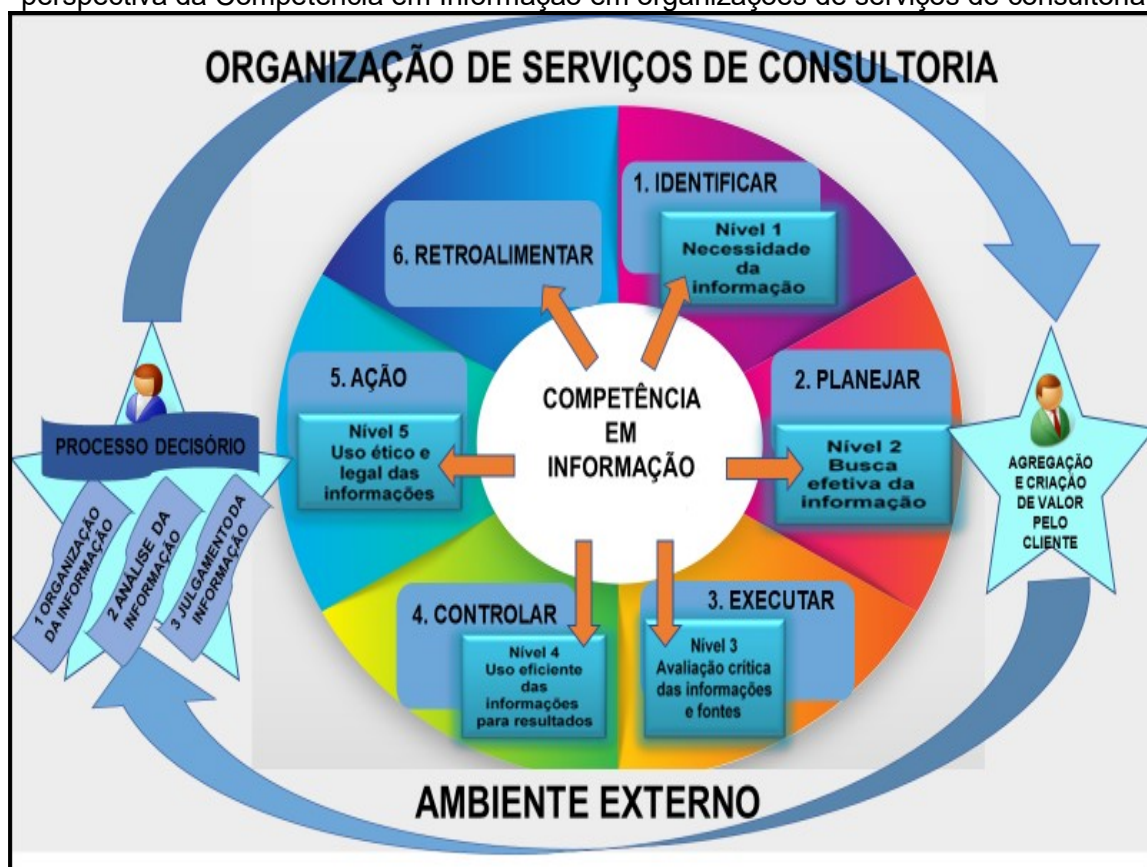 perspectiva da Competência em Informação em organizações de serviços de consultoria
ORGANIZAÇÃO DE SERVIÇOS DE CONSULTORIA
1. IDENTIFICAR
Nível 1
Necessidade
da
informação
2. PLANEJAR
Nível 2
Busca
efetiva da
informação
3. EXECUTAR
Nível 3
Avaliação crítica
das informações
e fontes
4. CONTROLAR
Nível 4
Uso eficiente
das
informações
para resultados
5. AÇÃO
Nível 5
Uso ético e
legal das
informações
6. RETROALIMENTAR
COMPETÊNCIA
EM
INFORMAÇÃO
PROCESSO DECISÓRIO
1 ORGANIZAÇÃO
DA INFORMAÇÃO
2 ANÁLISE DA
INFORMAÇÃO
3 JULGAMENTO DA
INFORMAÇÃO
AGREGAÇÃO
E CRIAÇÃO
DE VALOR
PELO
CLIENTE
AMBIENTE EXTERNO